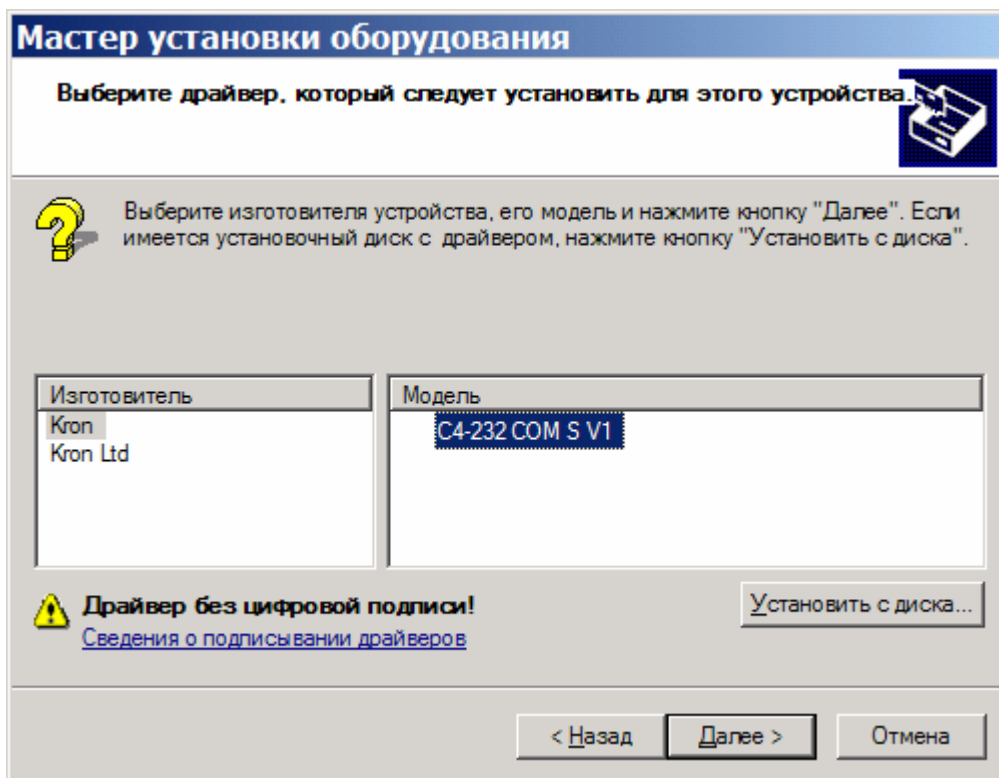 Мастер установки оборудования
Выберите драйвер, который следует установить для этого устройства.
Выберите изготовителя устройства, его модель и нажмите кнопку "Далее". Если
имеется установочный диск с драйвером, нажмите кнопку "Установить с диска".
Изготовитель
Kron
Kron Ltd
Модель
C4-232 COM S V1
Драйвер без цифровой подписи!
Сведения о подписывании драйверов
Установить с диска...
< Назад
Далее >
Отмена